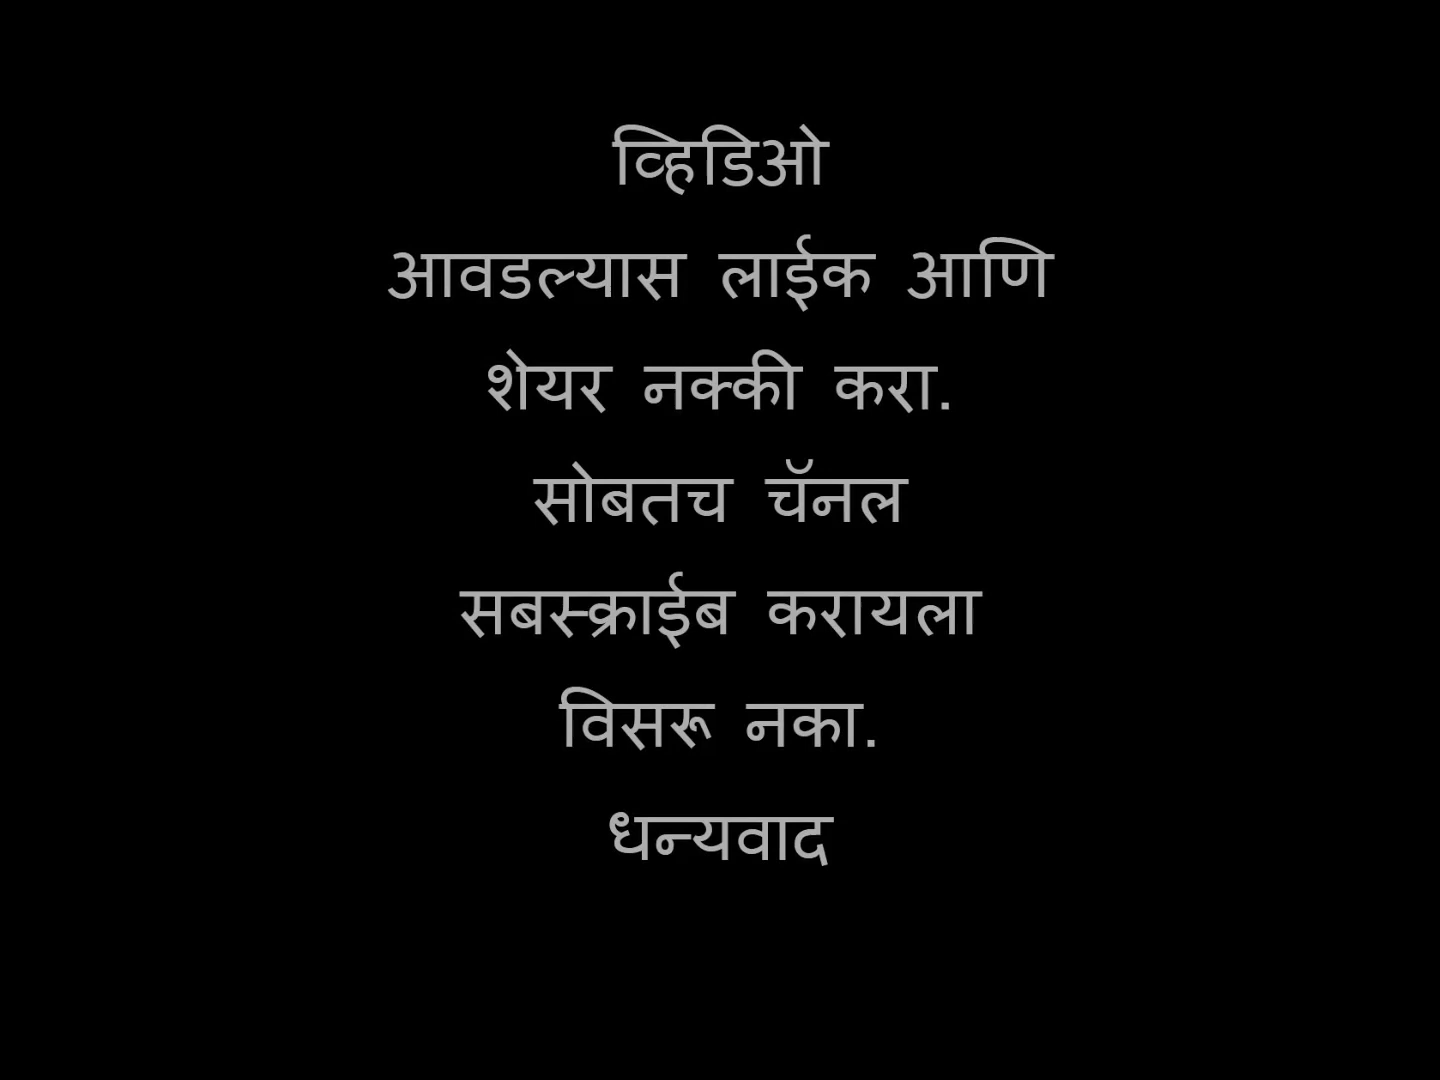 व्हिडिओ
आवडल्यास लाईक आणि
शेयर नक्की करा.
सोबतच चॅनल
सबस्क्राईब करायला
विसरू नका.
धन्यवाद